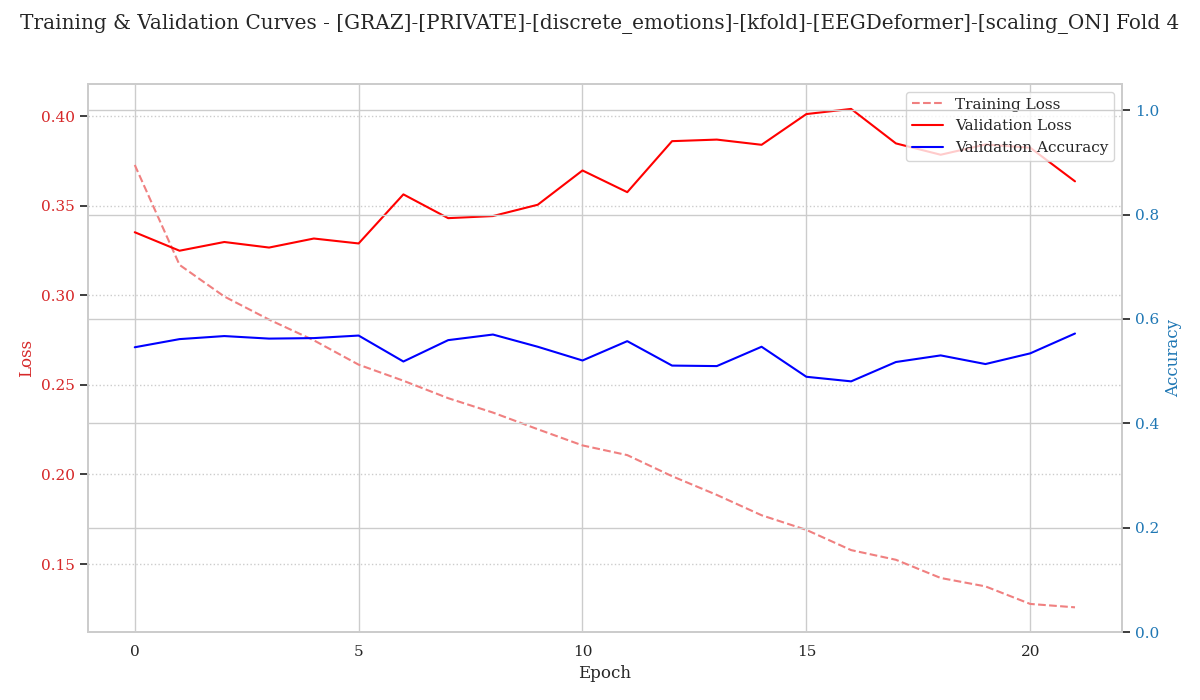 Training & Validation Curves - [GRAZ]-[PRIVATE]-[discrete_emotions]-[kfold]-[EEGDeformer]-[scaling_ON] Fold 4
Training Loss
Validation Loss
Validation Accuracy
0.40
0.35
0.30
0.25
0.20
0.15
Loss
1.0
0.8
0.6
0.4
0.2
0.0
Accuracy
0 5 10 15 20
Epoch